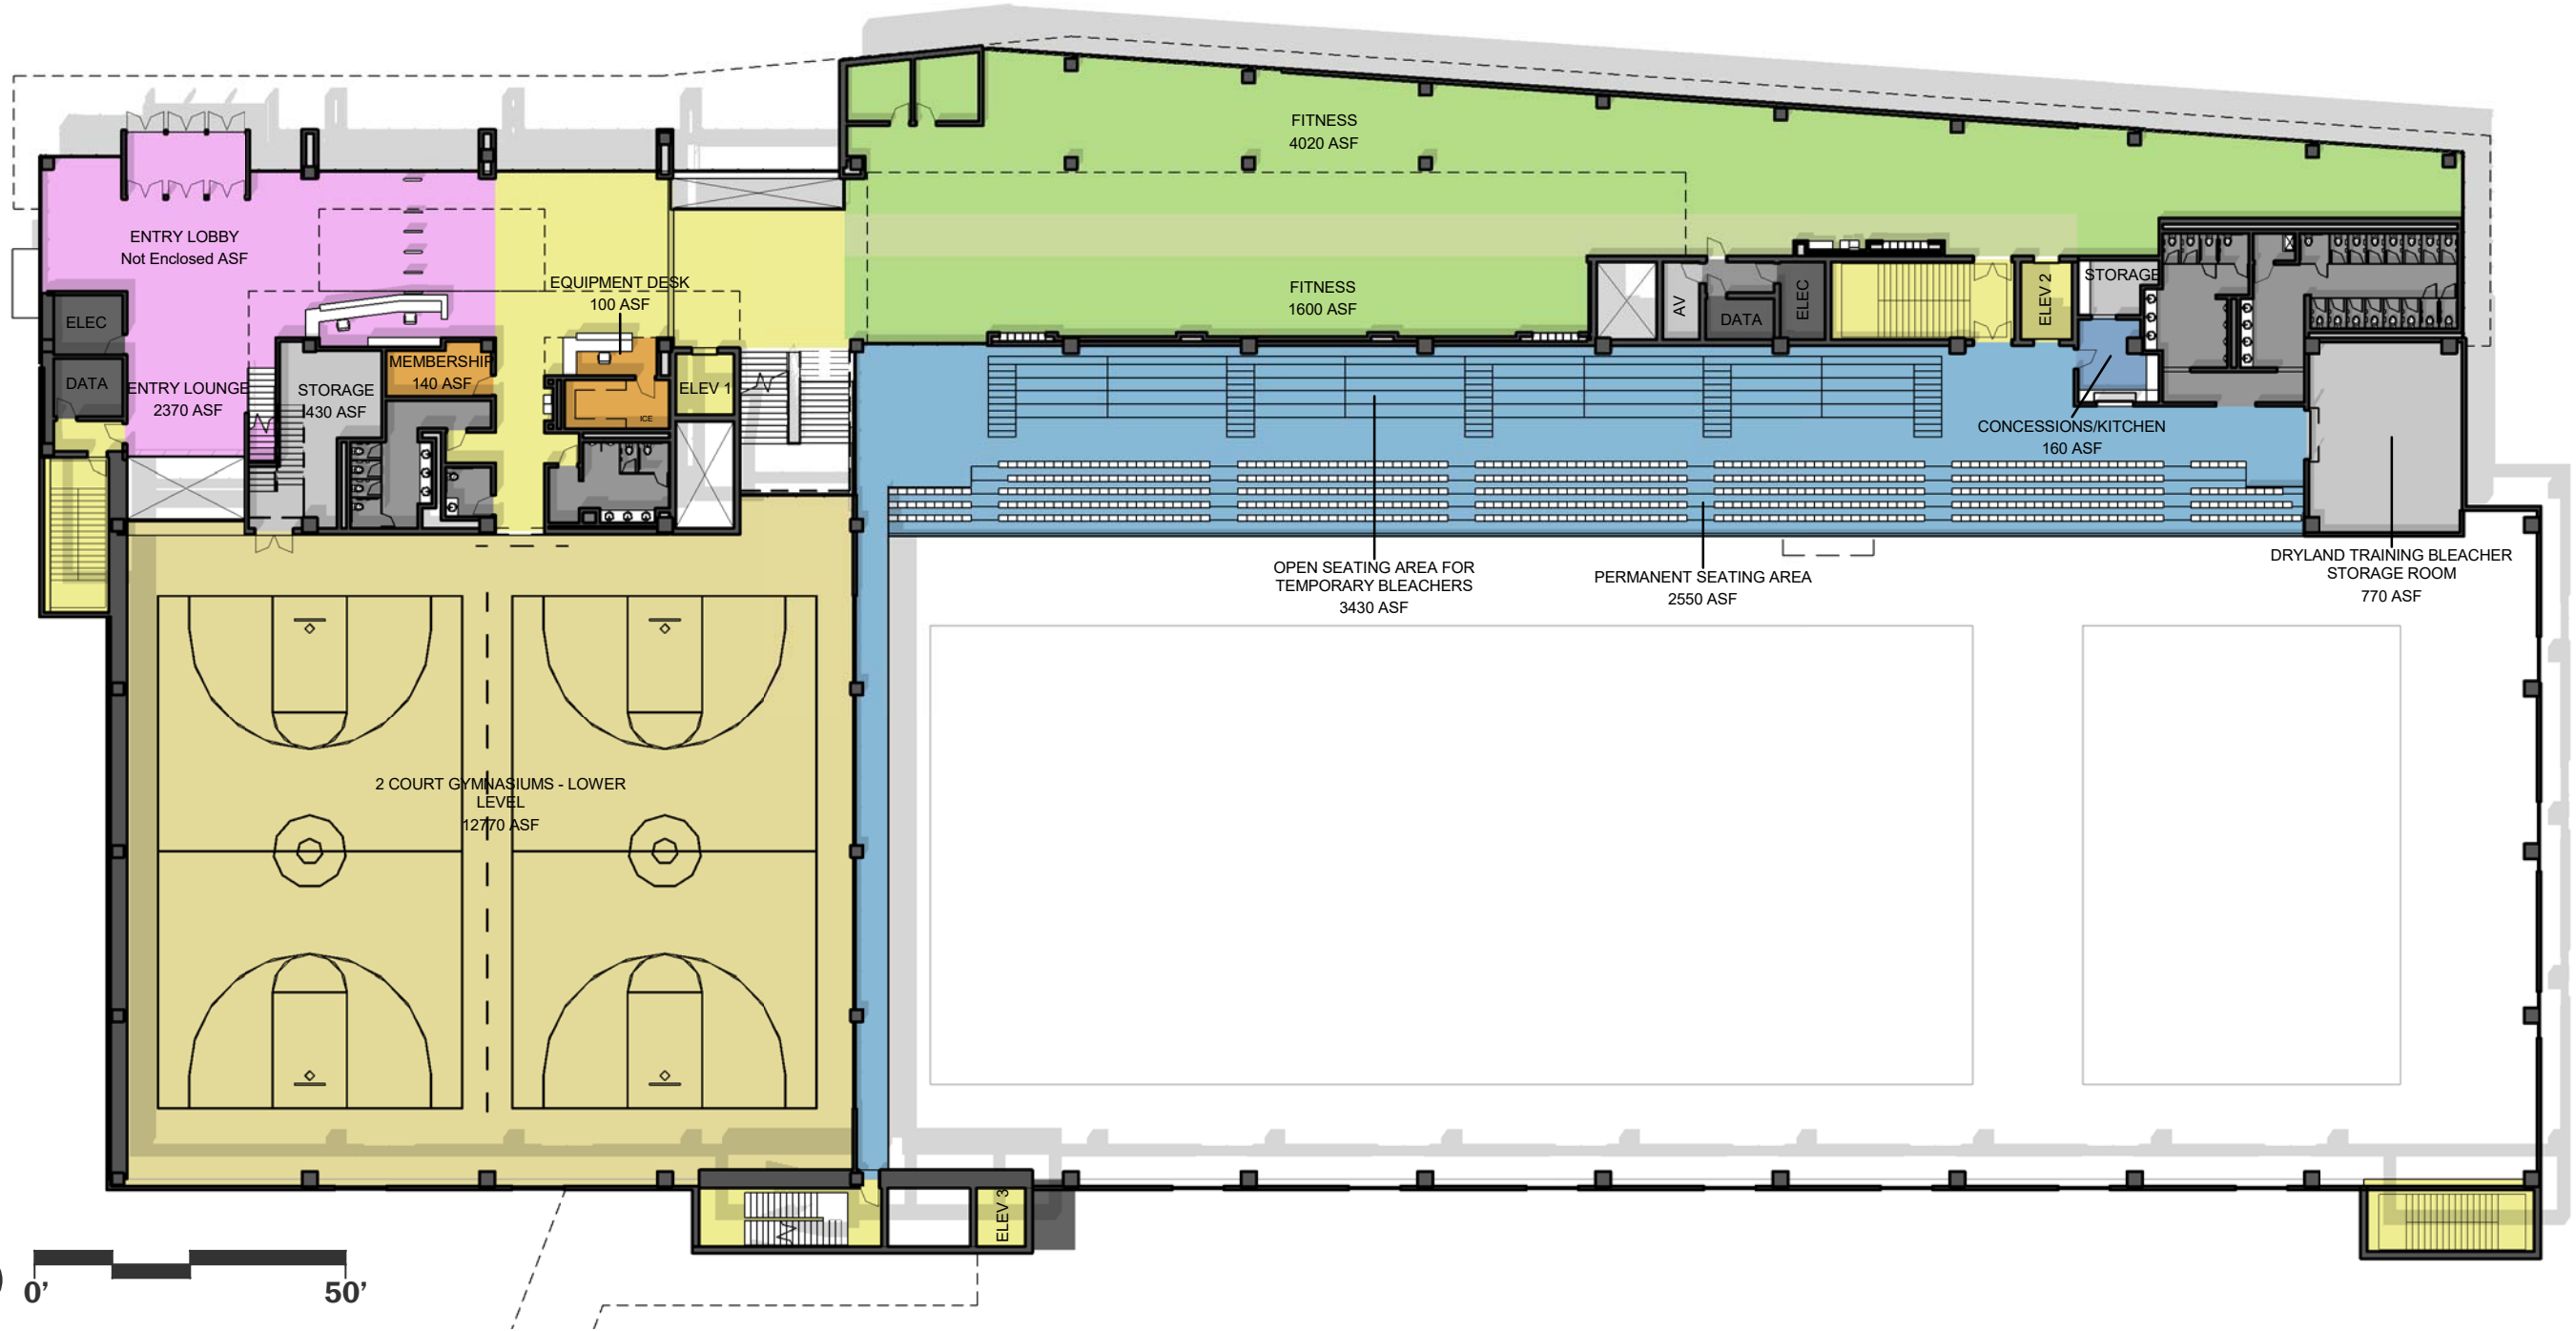 FITNESS
4020 ASF
ENTRY LOBBY
Not Enclosed ASF
EQUIPMENT DESK
100 ASF
FITNESS
1600 ASF
STORAGE
ELEV 2
AV
ELEC
DATA
ELEC
DATA
MEMBERSHIP
140 ASF
ENTRY LOUNGE
2370 ASF
STORAGE
430 ASF
ELEV 1
ICE
CONCESSIONS/KITCHEN
160 ASF
OPEN SEATING AREA FOR
TEMPORARY BLEACHERS
3430 ASF
PERMANENT SEATING AREA
2550 ASF
DRYLAND TRAINING BLEACHER
STORAGE ROOM
770 ASF
2 COURT GYMNASIUMS - LOWER
LEVEL
12770 ASF
ELEV 3
0'
50'